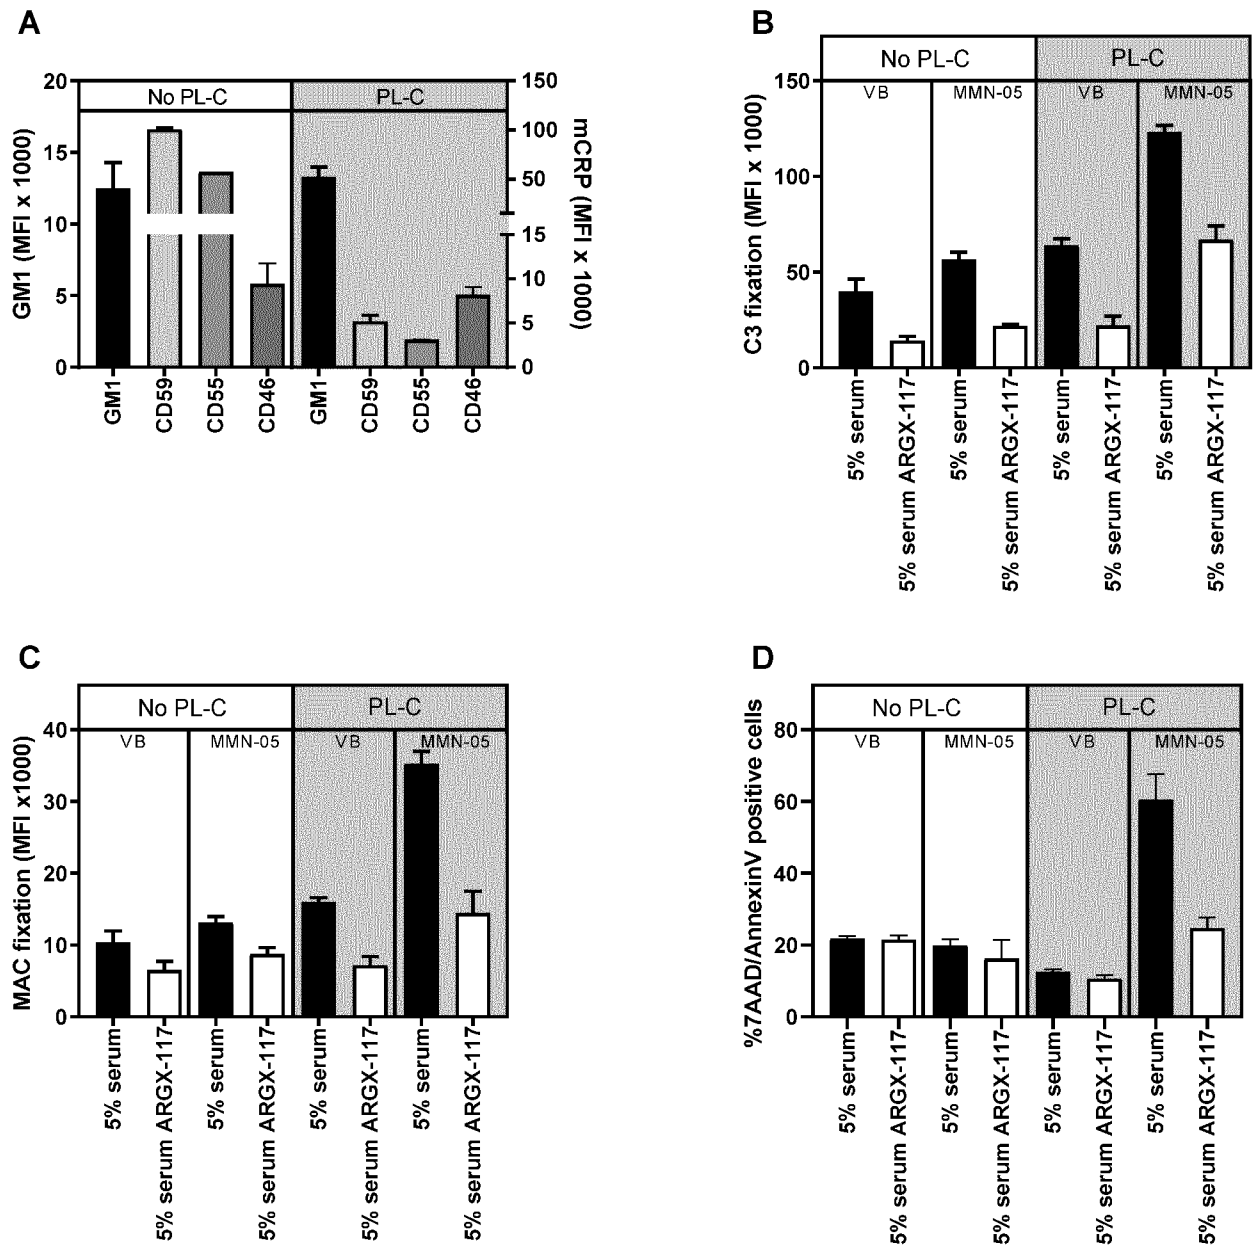 A
No PL-C
PL-C
20
15
10
5
0
150
100
50
15
10
5
0
GM1 (MFI x 1000)
mCRP (MFI x 1000)
GM1
CD59
CD55
CD46
GM1
CD59
CD55
CD46
B
No PL-C
PL-C
VB
MMN-05
VB
MMN-05
150
100
50
0
C3 fixation (MFI x 1000)
5% serum
5% serum ARGX-117
5% serum
5% serum ARGX-117
5% serum
5% serum ARGX-117
5% serum
5% serum ARGX-117
C
No PL-C
PL-C
VB
MMN-05
VB
MMN-05
40
30
20
10
0
MAC fixation (MFI x1000)
5% serum
5% serum ARGX-117
5% serum
5% serum ARGX-117
5% serum
5% serum ARGX-117
5% serum
5% serum ARGX-117
D
No PL-C
PL-C
VB
MMN-05
VB
MMN-05
80
60
40
20
0
%7AAD/AnnexinV positive cells
5% serum
5% serum ARGX-117
5% serum
5% serum ARGX-117
5% serum
5% serum ARGX-117
5% serum
5% serum ARGX-117